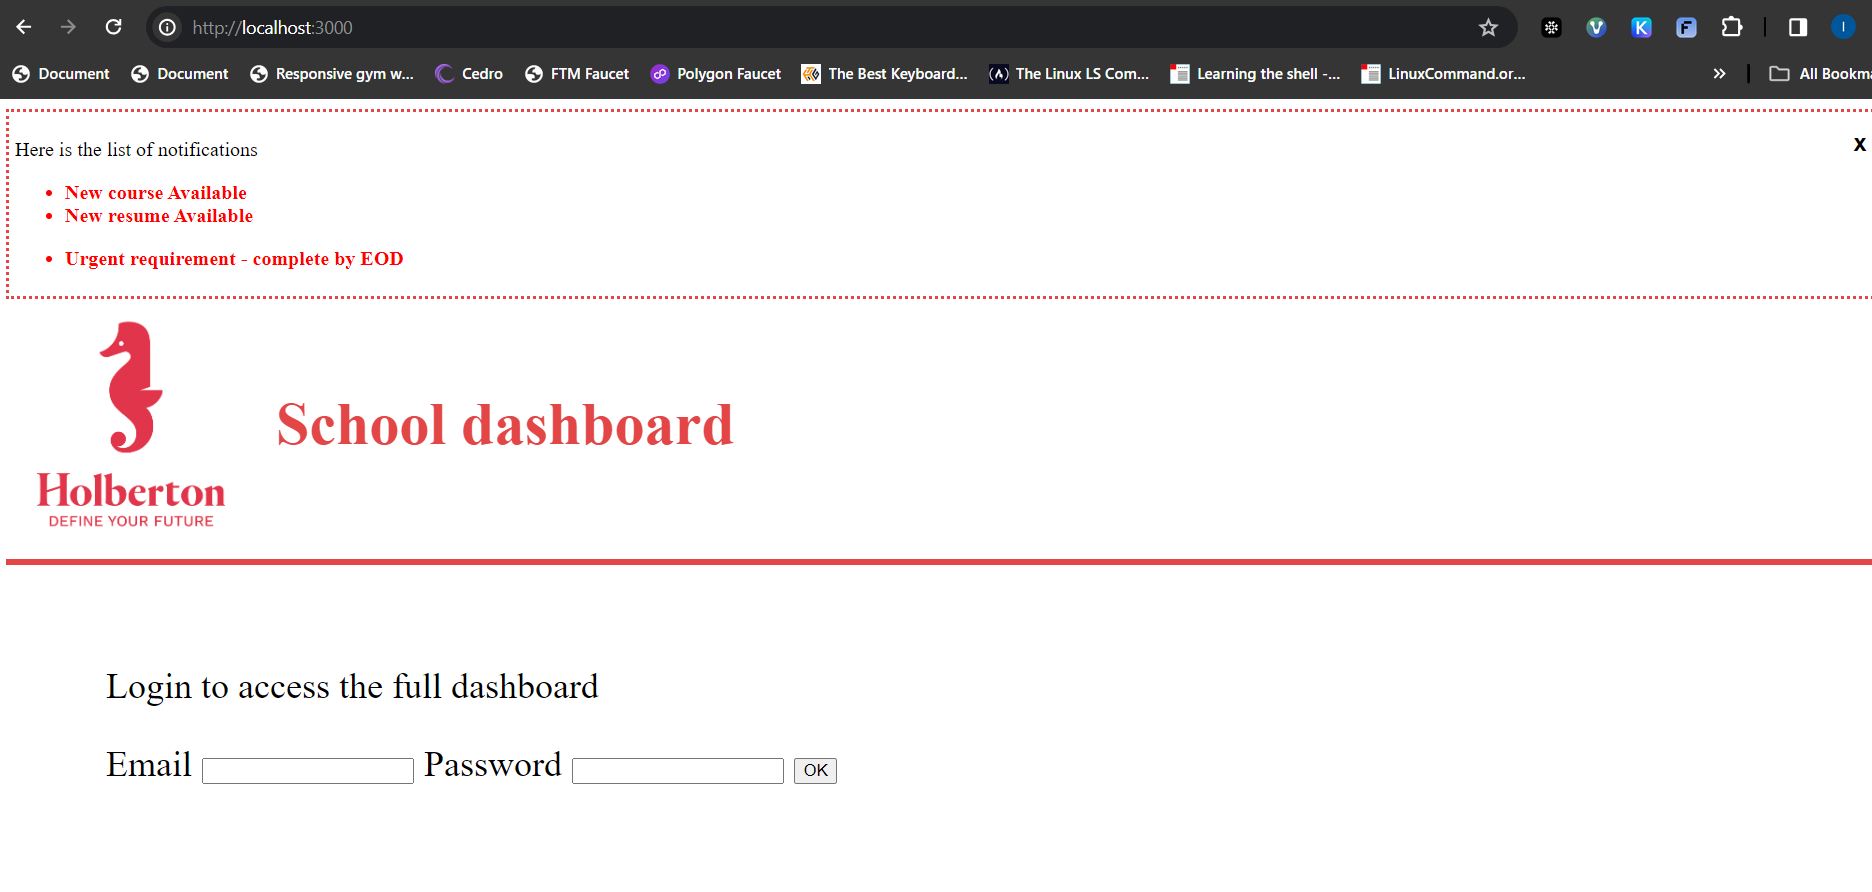 http://localhost:3000
Document Document Responsive gym w... Cedro FTM Faucet Polygon Faucet The Best Keyboard... The Linux LS Com... Learning the shell -... LinuxCommand.or... » All Bookma
Here is the list of notifications x
• New course Available
• New resume Available
• Urgent requirement - complete by EOD
School dashboard
Holberton
DEFINE YOUR FUTURE
Login to access the full dashboard
Email Password OK